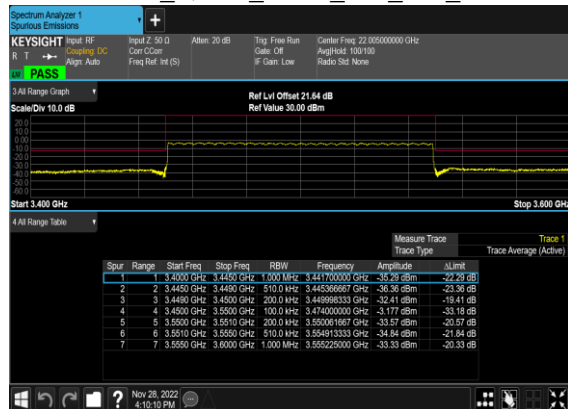 Spectrum Analyzer 1
Spurious Emissions
KEYSIGHT Input: RF Input Z: 50 Ω Atten: 20 dB Trig: Free Run Center Freq: 22.005000000 GHz
R T Coupling: DC Corr CCorr Gate: Off Avg|Hold: 100/100
Align: Auto Freq Ref: Int (S) IF Gain: Low Radio Std: None
PASS
3 All Range Graph
Ref Lvl Offset 21.64 dB
Scale/Div 10.0 dB Ref Value 30.00 dBm
20.0
10.0
0.00
-10.0
-20.0
-30.0
-40.0
-50.0
-60.0
Start 3.400 GHz Stop 3.600 GHz
4 All Range Table
Measure Trace Trace 1
Trace Type Trace Average (Active)
Spur Range Start Freq Stop Freq RBW Frequency Amplitude ΔLimit
1 1 3.4000 GHz 3.4450 GHz 1.000 MHz 3.441700000 GHz -35.29 dBm -22.29 dB
2 2 3.4450 GHz 3.4490 GHz 510.0 kHz 3.445366667 GHz -36.36 dBm -23.36 dB
3 3 3.4490 GHz 3.4500 GHz 200.0 kHz 3.449998333 GHz -32.41 dBm -19.41 dB
4 4 3.4500 GHz 3.5500 GHz 100.0 kHz 3.474000000 GHz -3.177 dBm -33.18 dB
5 5 3.5500 GHz 3.5510 GHz 200.0 kHz 3.550061667 GHz -33.57 dBm -20.57 dB
6 6 3.5510 GHz 3.5550 GHz 510.0 kHz 3.554913333 GHz -34.84 dBm -21.84 dB
7 7 3.5550 GHz 3.6000 GHz 1.000 MHz 3.555225000 GHz -33.33 dBm -20.33 dB
? Nov 28, 2022
4:10:10 PM